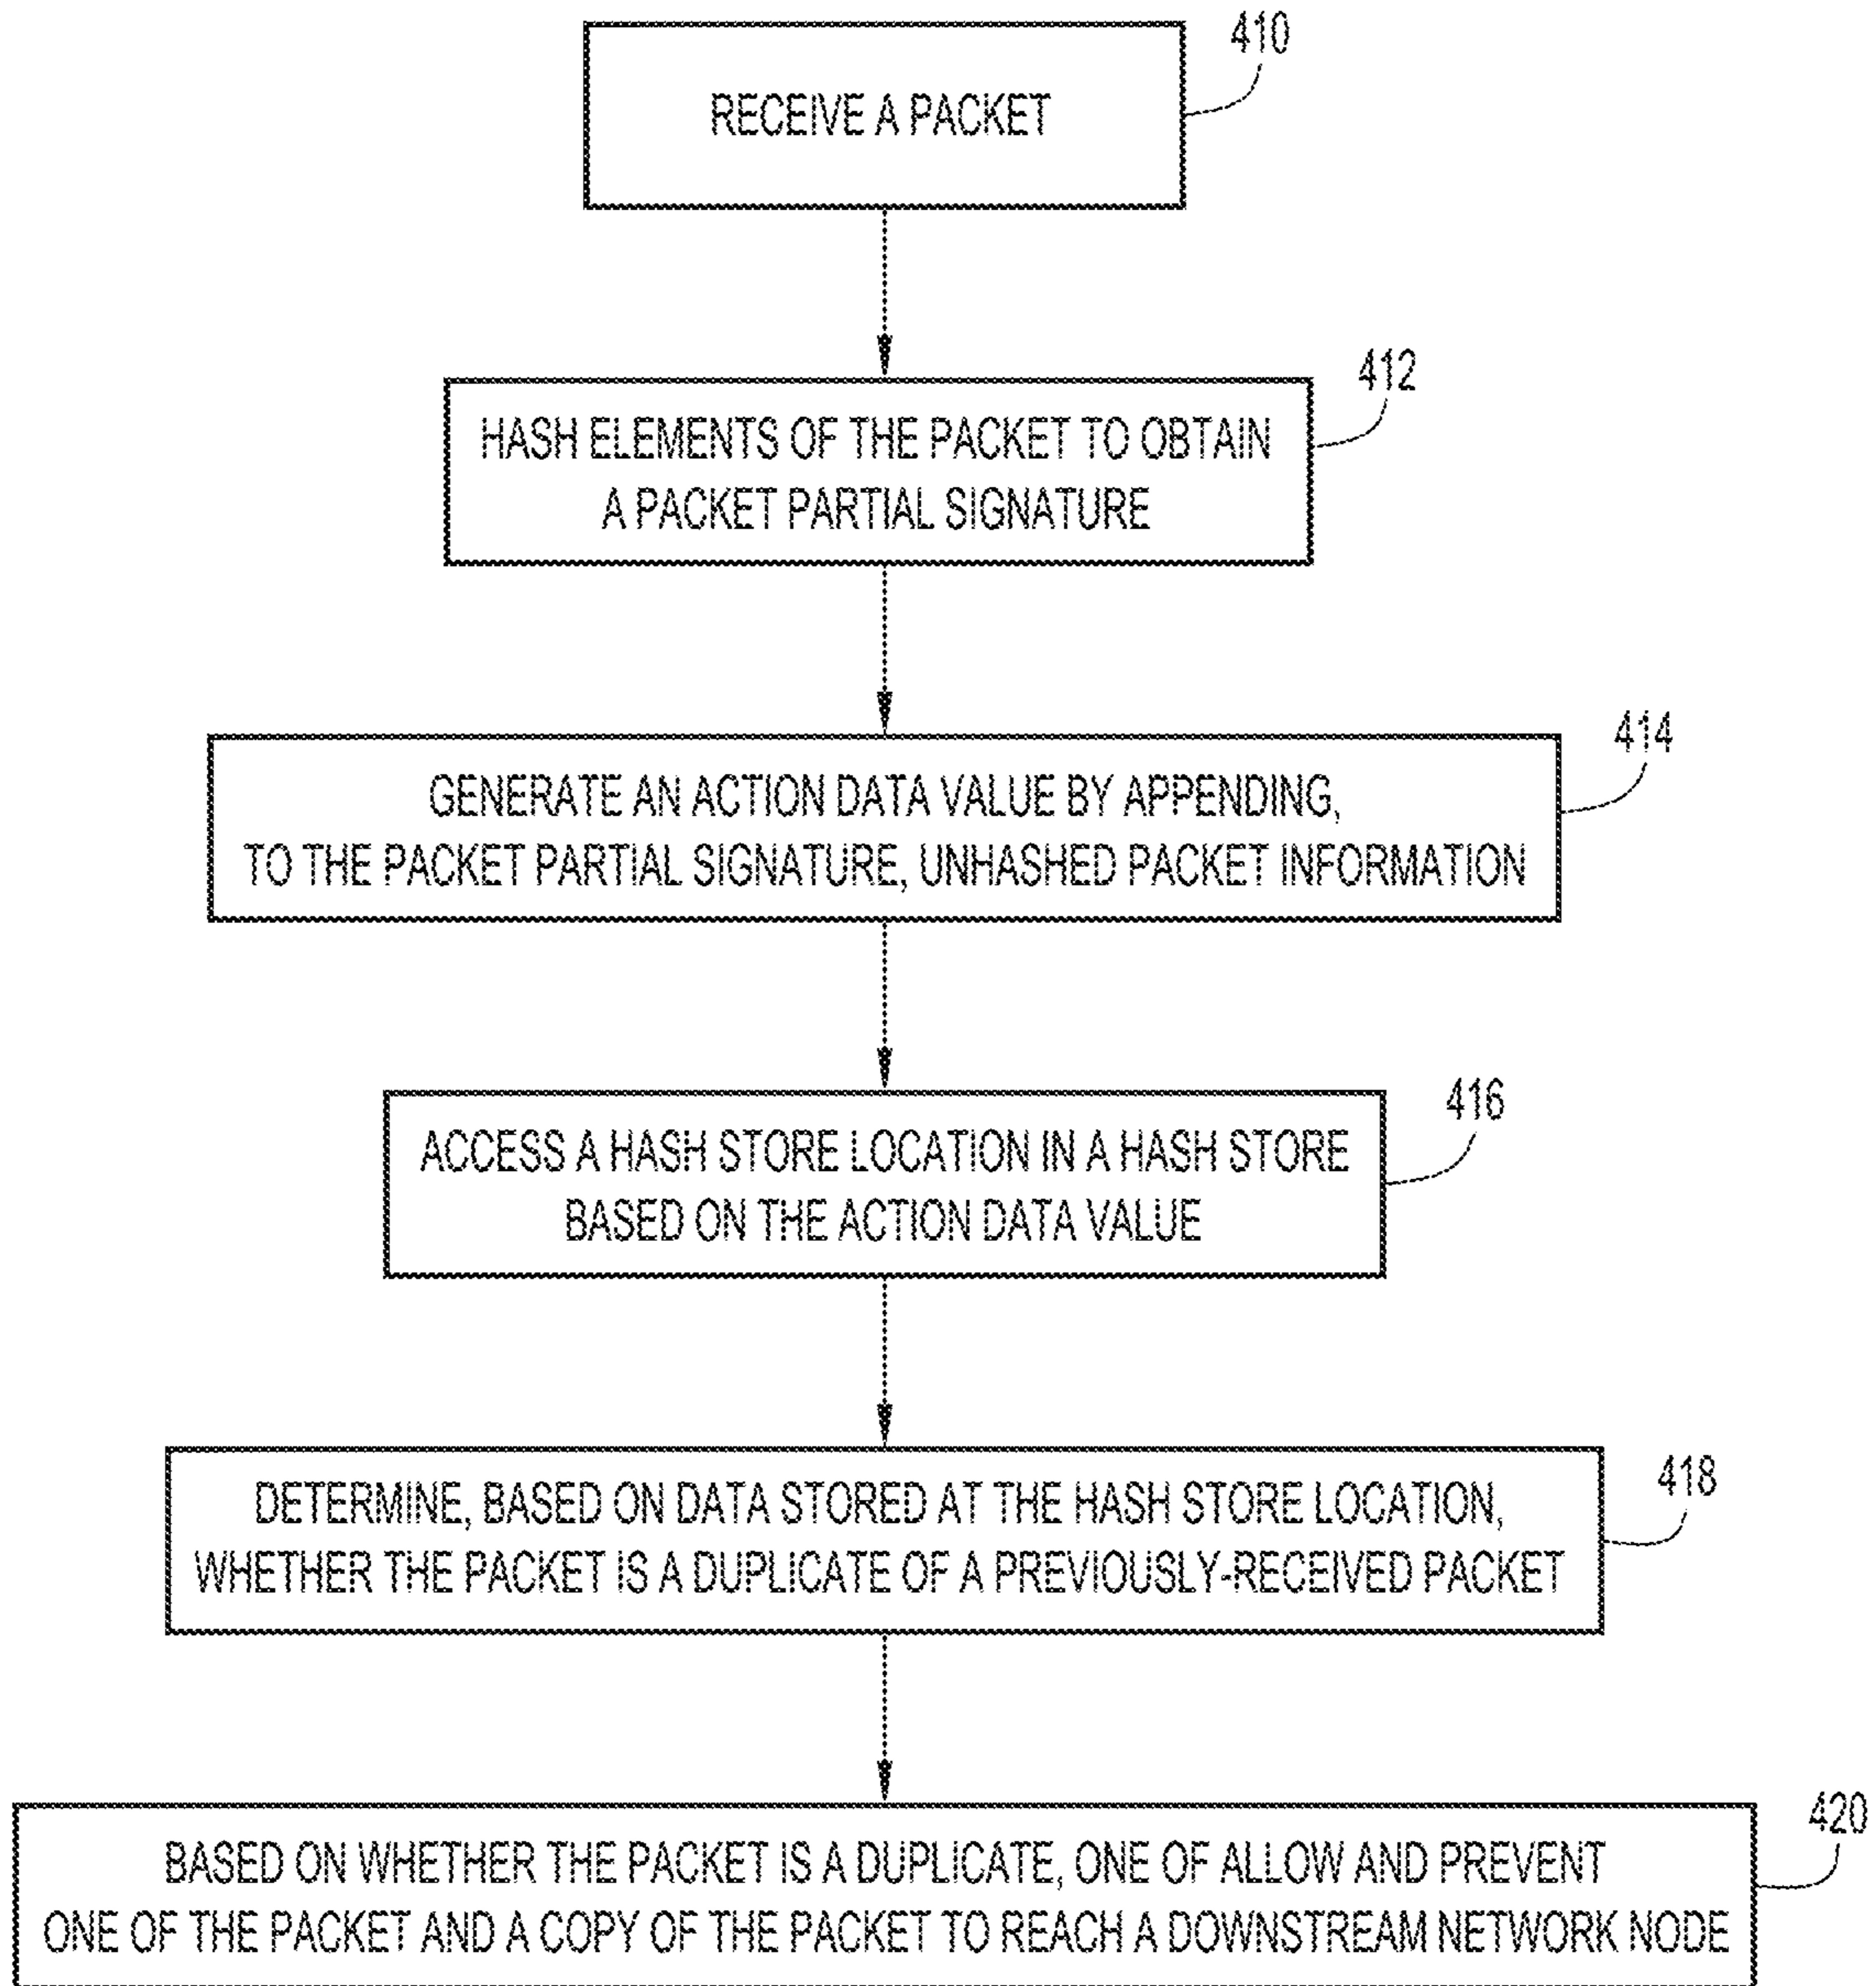 410
RECEIVE A PACKET
412
HASH ELEMENTS OF THE PACKET TO OBTAIN
A PACKET PARTIAL SIGNATURE
414
GENERATE AN ACTION DATA VALUE BY APPENDING,
TO THE PACKET PARTIAL SIGNATURE, UNHASHED PACKET INFORMATION
416
ACCESS A HASH STORE LOCATION IN A HASH STORE
BASED ON THE ACTION DATA VALUE
418
DETERMINE, BASED ON DATA STORED AT THE HASH STORE LOCATION,
WHETHER THE PACKET IS A DUPLICATE OF A PREVIOUSLY-RECEIVED PACKET
420
BASED ON WHETHER THE PACKET IS A DUPLICATE, ONE OF ALLOW AND PREVENT
ONE OF THE PACKET AND A COPY OF THE PACKET TO REACH A DOWNSTREAM NETWORK NODE